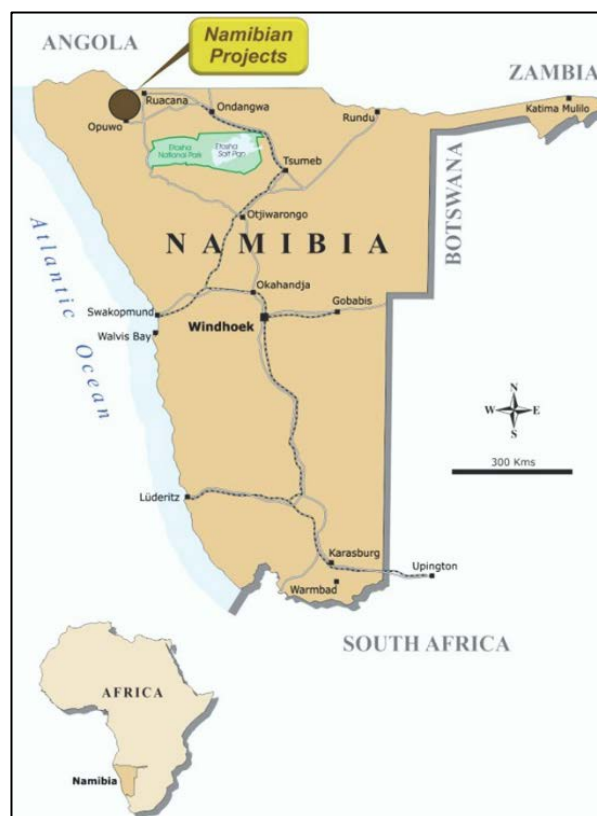 ANGOLA
Namibian
Projects
ZAMBIA
Ruacana
Ondangwa
Opuwo
Rundu
Katima Mulilo
Etosha
National Park
Etosha
Salt Pan
Tsumeb
BOTSWANA
Otjiwarongo
NAMIBIA
Atlantic Ocean
Okahandja
Swakopmund
Gobabis
Windhoek
Walvis Bay
N
W
E
S
300 Kms
Lüderitz
Karasburg
Upington
Warmbad
SOUTH AFRICA
AFRICA
Namibia